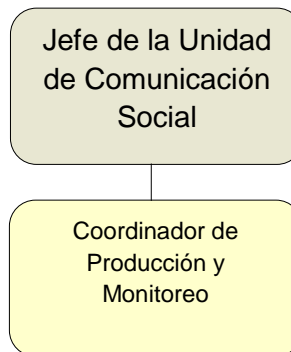 Jefe de la Unidad
de Comunicación
Social
Coordinador de
Producción y
Monitoreo